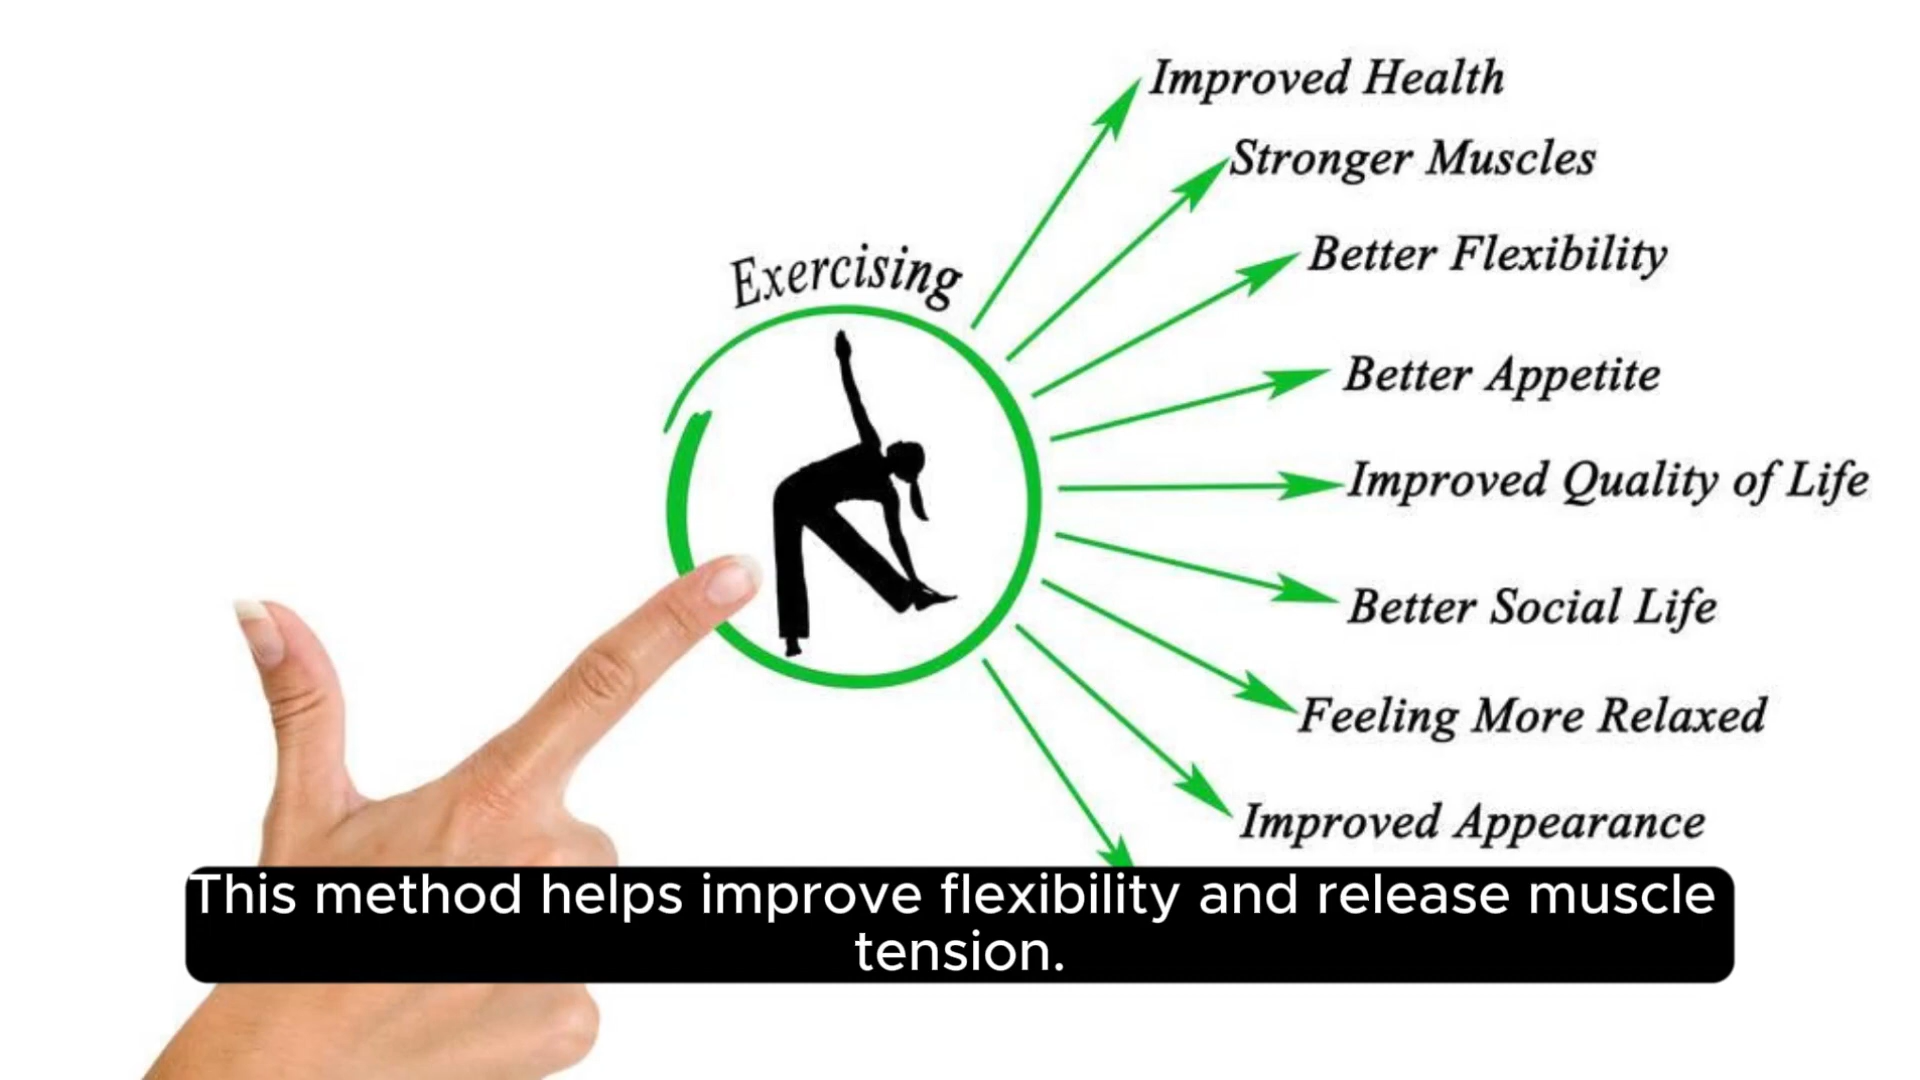 Improved Health
Stronger Muscles
Better Flexibility
Exercising
Better Appetite
Improved Quality of Life
Better Social Life
Feeling More Relaxed
Improved Appearance
This method helps improve flexibility and release muscle
tension.